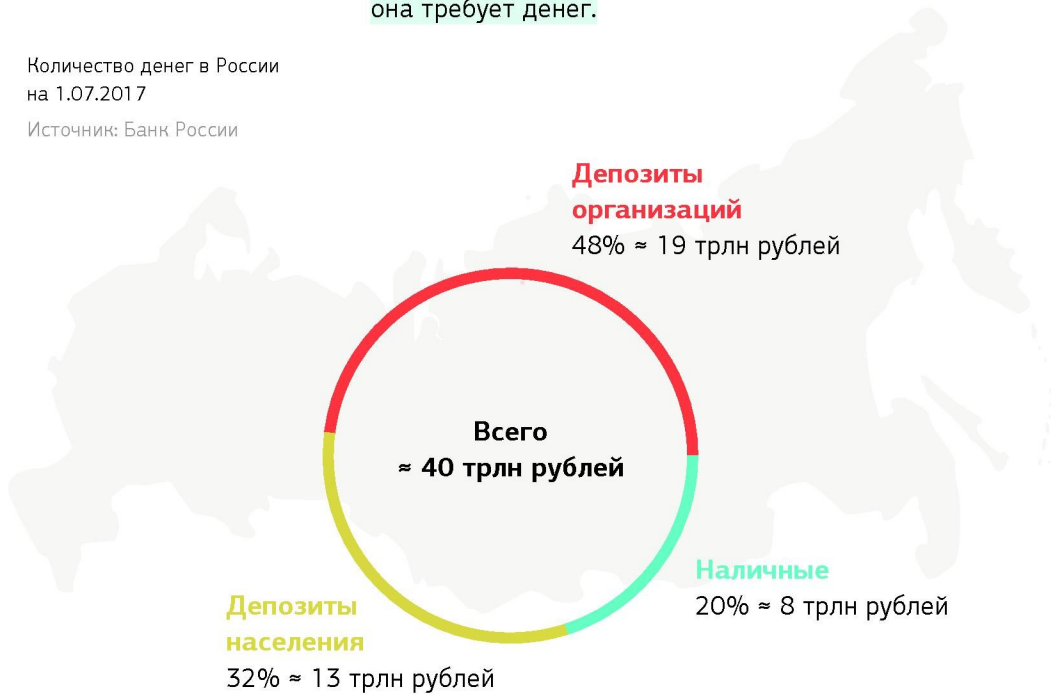 она требует денег.
Количество денег в России
на 1.07.2017
Источник: Банк России
Депозиты
организаций
48% ≈ 19 трлн рублей
Всего
≈ 40 трлн рублей
Наличные
20% ≈ 8 трлн рублей
Депозиты
населения
32% ≈ 13 трлн рублей